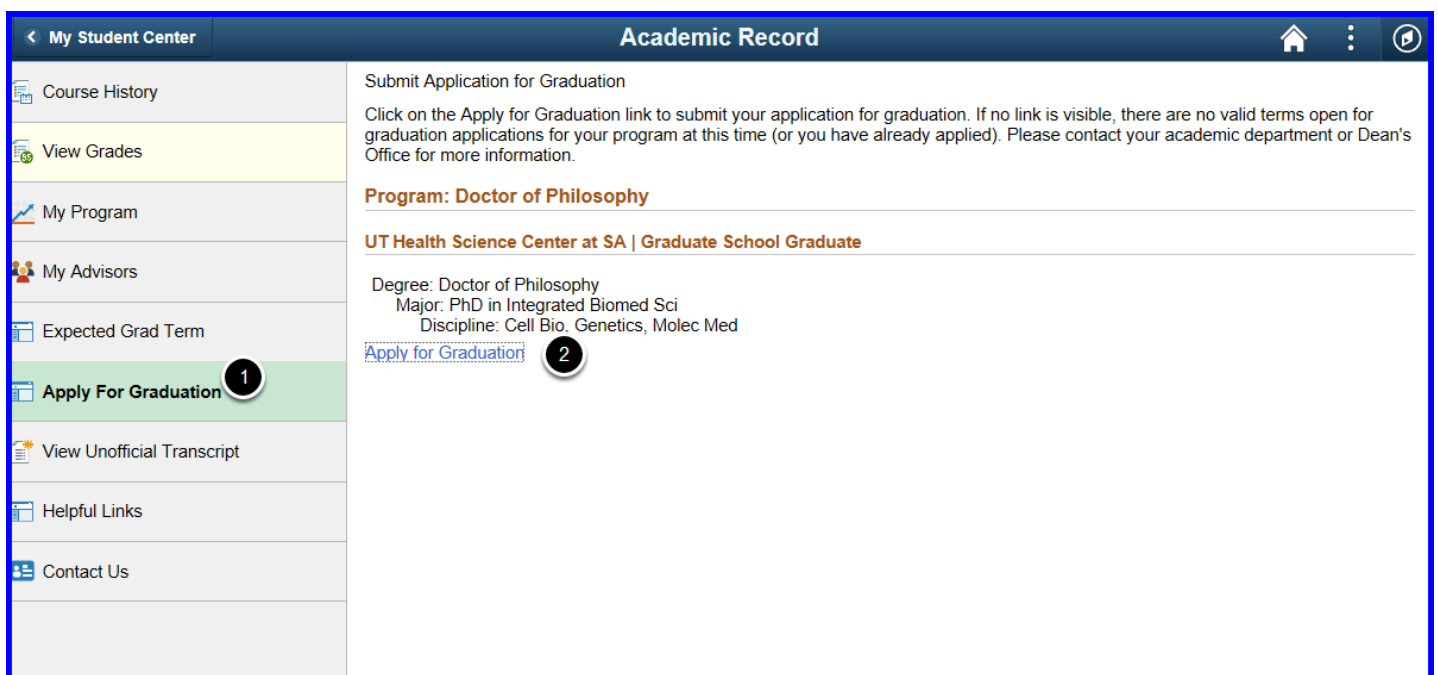 My Student Center
Academic Record
Course History
View Grades
My Program
My Advisors
Expected Grad Term
Apply For Graduation
1
View Unofficial Transcript
Helpful Links
Contact Us
Submit Application for Graduation
Click on the Apply for Graduation link to submit your application for graduation. If no link is visible, there are no valid terms open for
graduation applications for your program at this time (or you have already applied). Please contact your academic department or Dean's
Office for more information.
Program: Doctor of Philosophy
UT Health Science Center at SA | Graduate School Graduate
Degree: Doctor of Philosophy
Major: PhD in Integrated Biomed Sci
Discipline: Cell Bio, Genetics, Molec Med
Apply for Graduation
2